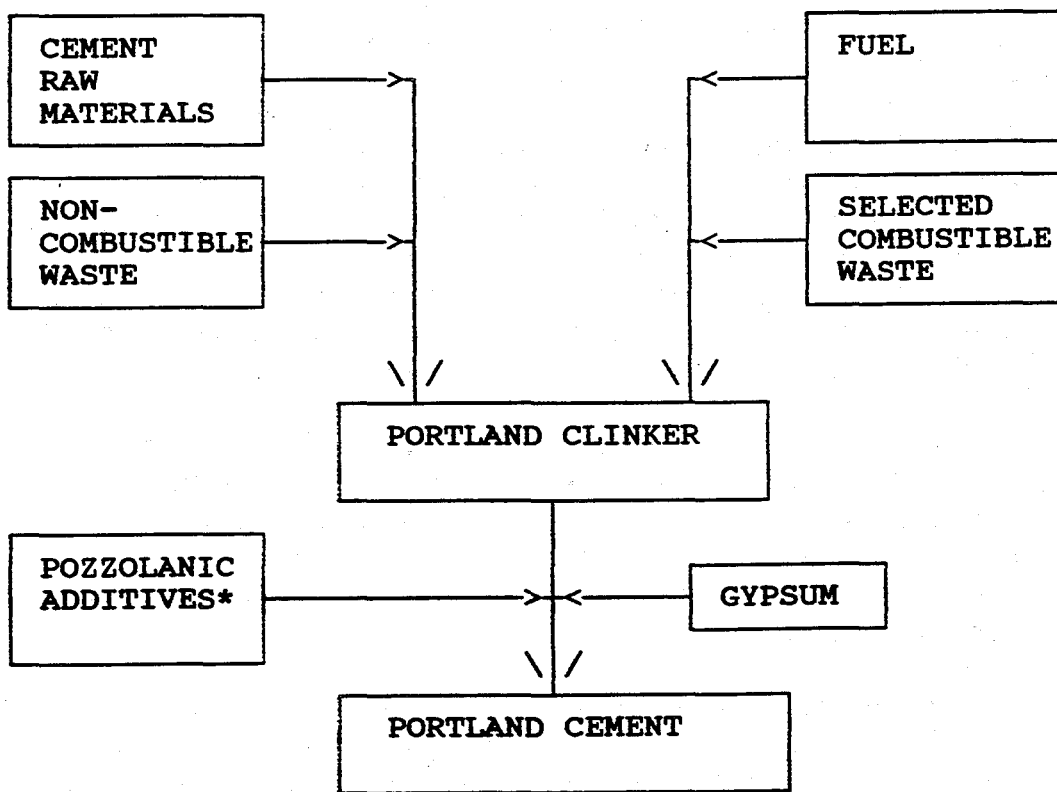 CEMENT
RAW
MATERIALS
FUEL
NON-
COMBUSTIBLE
WASTE
SELECTED
COMBUSTIBLE
WASTE
PORTLAND CLINKER
POZZOLANIC
ADDITIVES*
GYPSUM
PORTLAND CEMENT